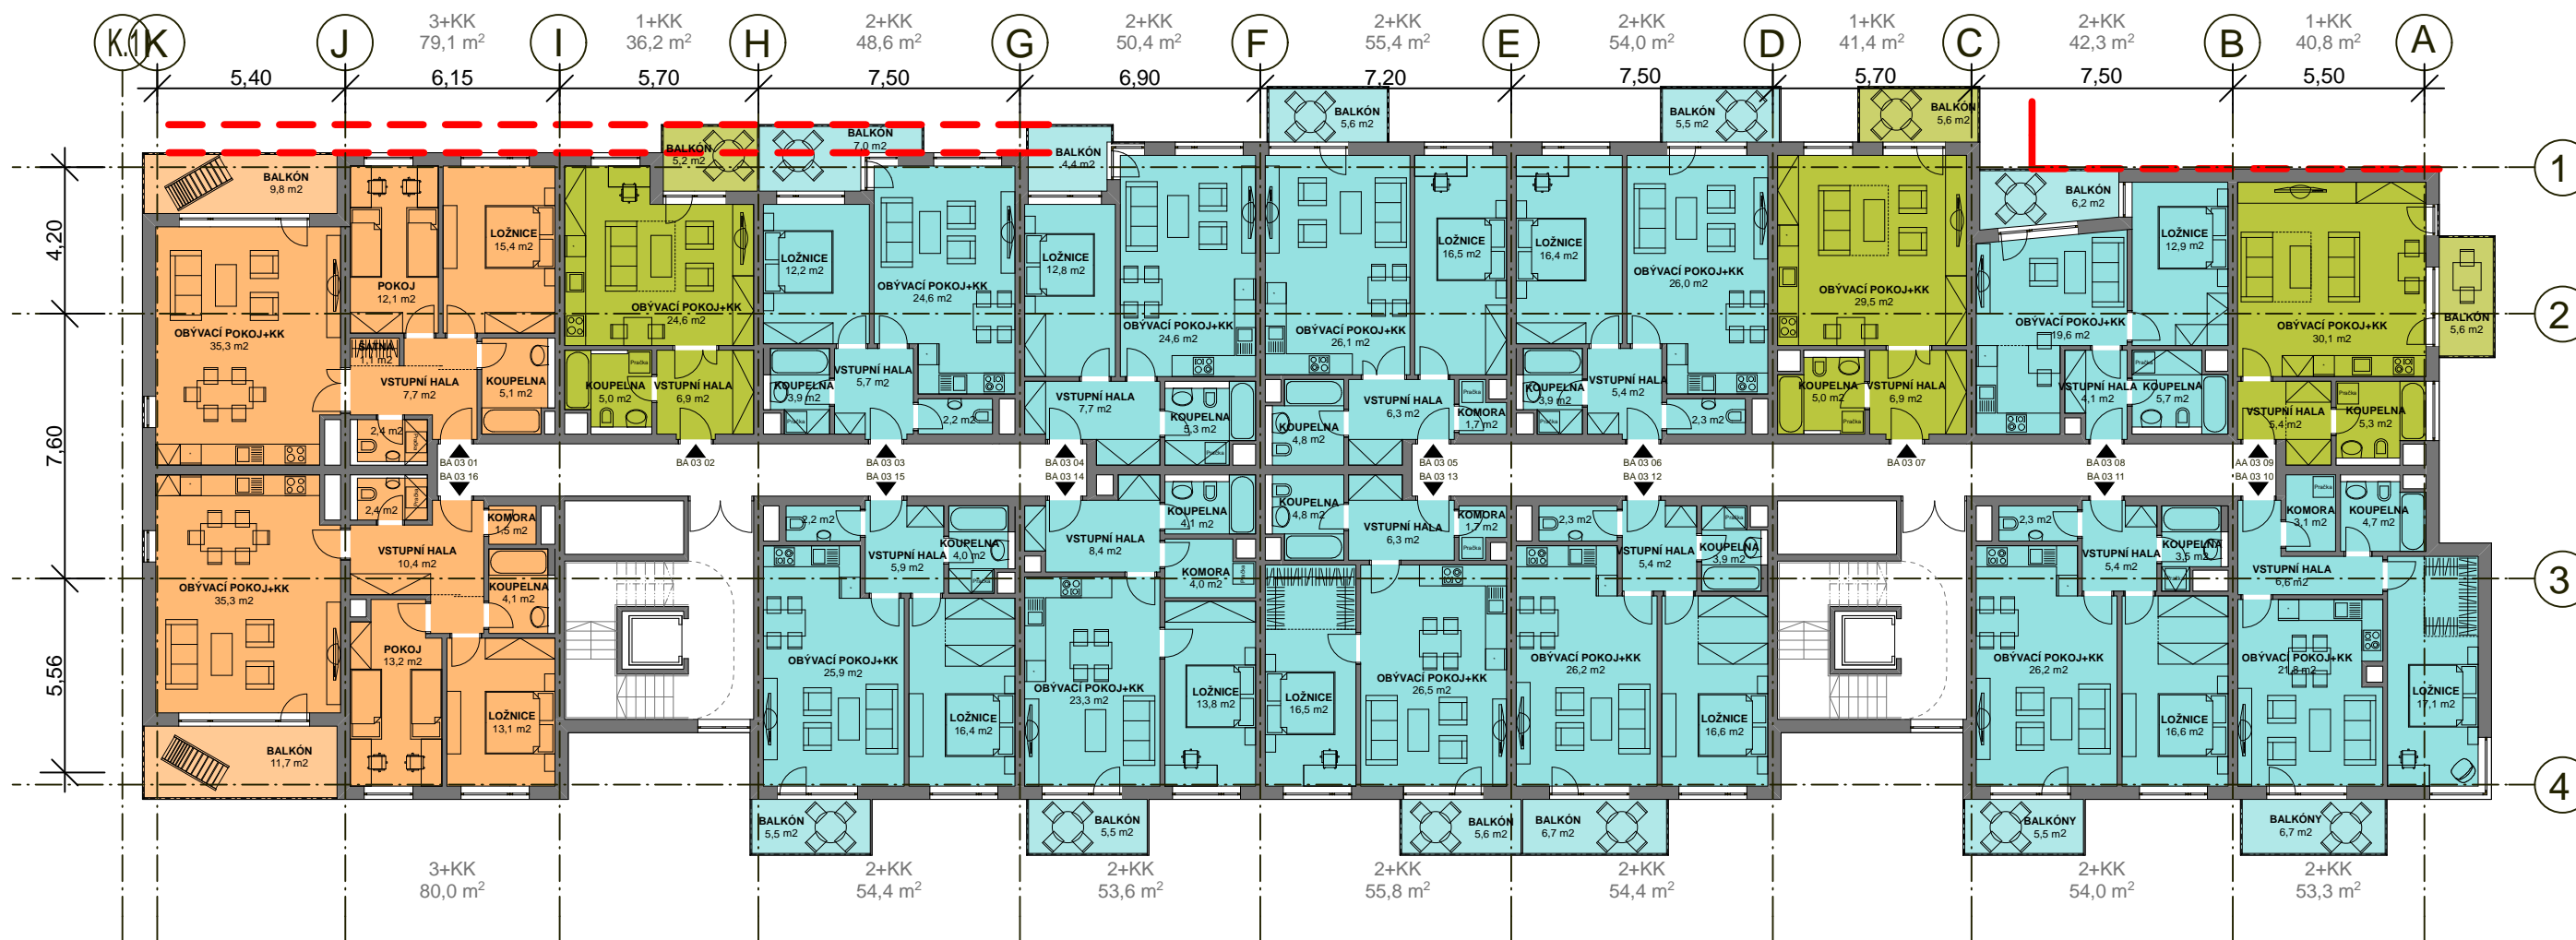 3+KK
79,1 m²
1+KK
36,2 m²
2+KK
48,6 m²
2+KK
50,4 m²
2+KK
55,4 m²
2+KK
54,0 m²
1+KK
41,4 m²
2+KK
42,3 m²
1+KK
40,8 m²
K.1
K
J
I
H
G
F
E
D
C
B
A
5,40
6,15
5,70
7,50
6,90
7,20
7,50
5,70
7,50
5,50
1
2
3
4
4,20
7,60
5,56
BALKÓN
9,8 m2
OBÝVACÍ POKOJ+KK
35,3 m2
POKOJ
12,1 m2
LOŽNICE
15,4 m2
ŠATNA
1,1 m2
VSTUPNÍ HALA
7,7 m2
KOUPELNA
5,1 m2
2,4 m2
Pračka
BA 03 01
BA 03 16
BALKÓN
5,2 m2
OBÝVACÍ POKOJ+KK
24,6 m2
Pračka
KOUPELNA
5,0 m2
VSTUPNÍ HALA
6,9 m2
BA 03 02
BALKÓN
7,0 m2
LOŽNICE
12,2 m2
OBÝVACÍ POKOJ+KK
24,6 m2
VSTUPNÍ HALA
5,7 m2
KOUPELNA
3,9 m2
Pračka
2,2 m2
BA 03 03
BA 03 15
BALKÓN
4,4 m2
LOŽNICE
12,8 m2
OBÝVACÍ POKOJ+KK
24,6 m2
VSTUPNÍ HALA
7,7 m2
KOUPELNA
5,3 m2
Pračka
BA 03 04
BA 03 14
BALKÓN
5,6 m2
OBÝVACÍ POKOJ+KK
26,1 m2
LOŽNICE
16,5 m2
VSTUPNÍ HALA
6,3 m2
KOUPELNA
4,8 m2
Pračka
KOMORA
1,7 m2
BA 03 05
BA 03 13
BALKÓN
5,5 m2
LOŽNICE
16,4 m2
OBÝVACÍ POKOJ+KK
26,0 m2
VSTUPNÍ HALA
5,4 m2
KOUPELNA
3,9 m2
Pračka
2,3 m2
BA 03 06
BA 03 12
BALKÓN
5,6 m2
OBÝVACÍ POKOJ+KK
29,5 m2
Pračka
KOUPELNA
5,0 m2
Pračka
VSTUPNÍ HALA
6,9 m2
BA 03 07
BALKÓN
6,2 m2
LOŽNICE
12,9 m2
OBÝVACÍ POKOJ+KK
19,6 m2
Pračka
VSTUPNÍ HALA
4,1 m2
KOUPELNA
5,7 m2
BA 03 08
BA 03 11
OBÝVACÍ POKOJ+KK
30,1 m2
BALKÓN
5,6 m2
Pračka
VSTUPNÍ HALA
5,4 m2
KOUPELNA
5,3 m2
AA 03 09
BA 03 10
2,4 m2
Pračka
KOMORA
1,5 m2
VSTUPNÍ HALA
10,4 m2
KOUPELNA
4,1 m2
OBÝVACÍ POKOJ+KK
35,3 m2
POKOJ
13,2 m2
LOŽNICE
13,1 m2
BALKÓN
11,7 m2
2,2 m2
VSTUPNÍ HALA
5,9 m2
KOUPELNA
4,0 m2
Pračka
OBÝVACÍ POKOJ+KK
25,9 m2
LOŽNICE
16,4 m2
BALKÓN
5,5 m2
KOUPELNA
4,1 m2
VSTUPNÍ HALA
8,4 m2
KOMORA
4,0 m2
Pračka
OBÝVACÍ POKOJ+KK
23,3 m2
LOŽNICE
13,8 m2
BALKÓN
5,5 m2
KOUPELNA
4,8 m2
VSTUPNÍ HALA
6,3 m2
KOMORA
1,7 m2
Pračka
LOŽNICE
16,5 m2
OBÝVACÍ POKOJ+KK
26,5 m2
BALKÓN
5,6 m2
2,3 m2
VSTUPNÍ HALA
5,4 m2
Pračka
KOUPELNA
3,9 m2
OBÝVACÍ POKOJ+KK
26,2 m2
LOŽNICE
16,6 m2
BALKÓN
6,7 m2
2,3 m2
VSTUPNÍ HALA
5,4 m2
KOUPELNA
3,5 m2
OBÝVACÍ POKOJ+KK
26,2 m2
LOŽNICE
16,6 m2
BALKÓNY
5,5 m2
Pračka
KOMORA
3,1 m2
KOUPELNA
4,7 m2
VSTUPNÍ HALA
6,6 m2
OBÝVACÍ POKOJ+KK
21,8 m2
LOŽNICE
17,1 m2
BALKÓNY
6,7 m2
3+KK
80,0 m²
2+KK
54,4 m²
2+KK
53,6 m²
2+KK
55,8 m²
2+KK
54,4 m²
2+KK
54,0 m²
2+KK
53,3 m²